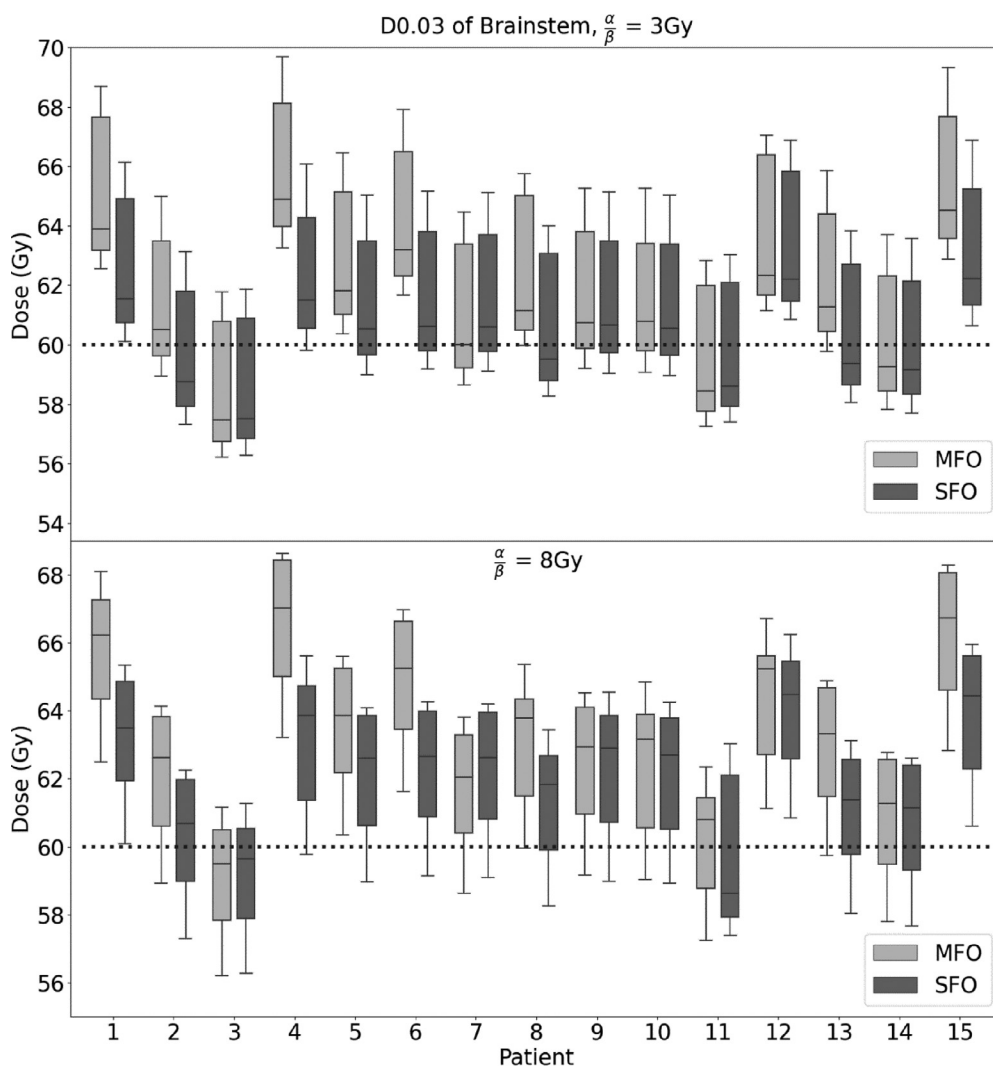 D0.03 of Brainstem, α/β = 3Gy
70
68
66
64
62
60
58
56
54
Dose (Gy)
MFO
SFO
α/β = 8Gy
68
66
64
62
60
58
56
Dose (Gy)
MFO
SFO
1 2 3 4 5 6 7 8 9 10 11 12 13 14 15
Patient